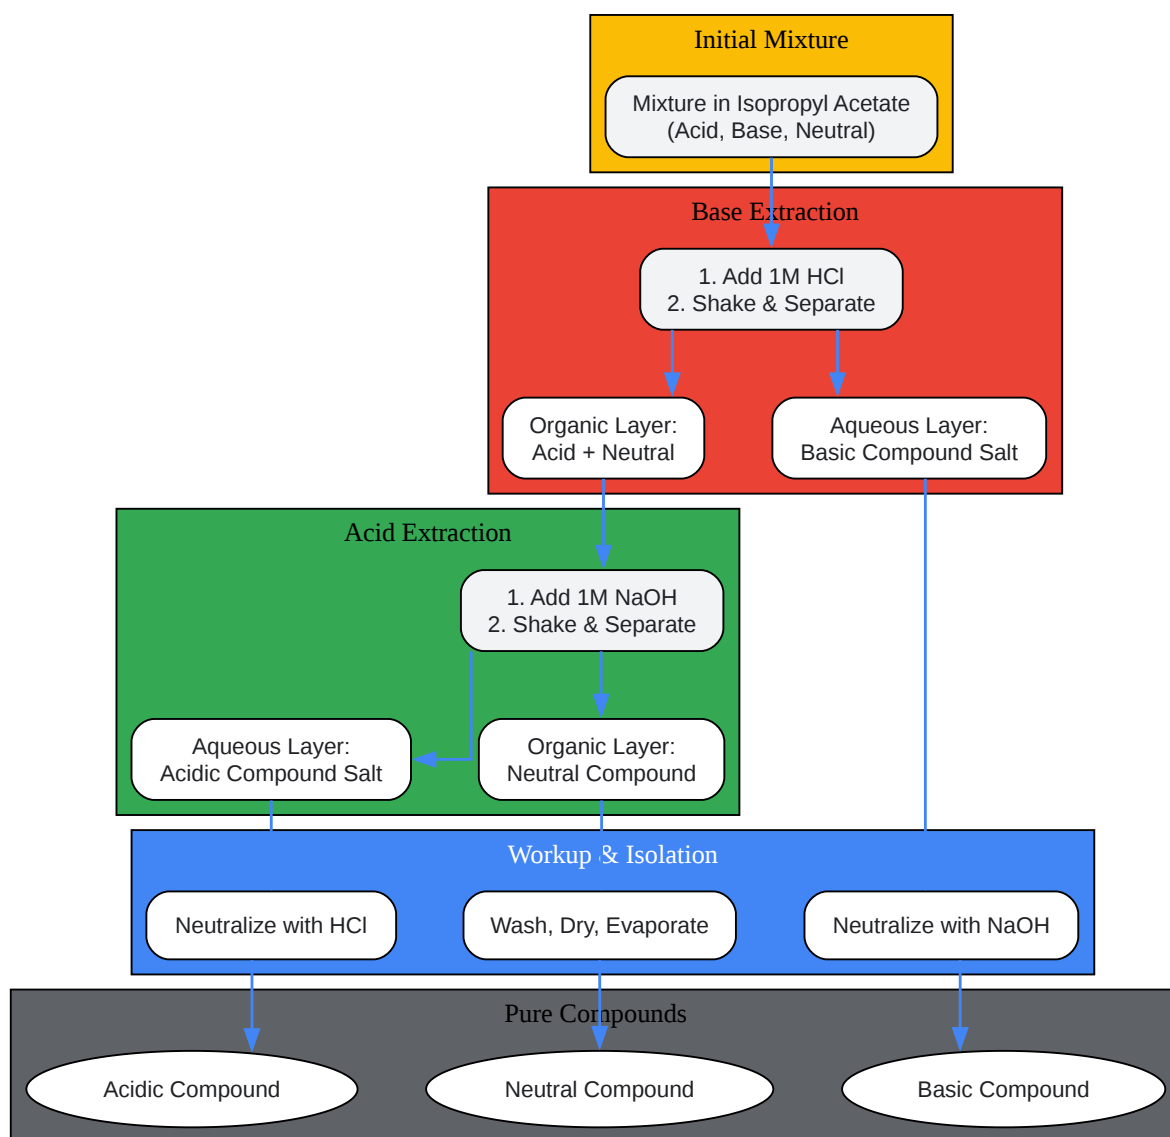 Initial Mixture
Mixture in Isopropyl Acetate
(Acid, Base, Neutral)
Base Extraction
1. Add 1M HCl
2. Shake & Separate
Organic Layer:
Acid + Neutral
Aqueous Layer:
Basic Compound Salt
Acid Extraction
1. Add 1M NaOH
2. Shake & Separate
Aqueous Layer:
Acidic Compound Salt
Organic Layer:
Neutral Compound
Workup & Isolation
Neutralize with HCl
Wash, Dry, Evaporate
Neutralize with NaOH
Pure Compounds
Acidic Compound
Neutral Compound
Basic Compound